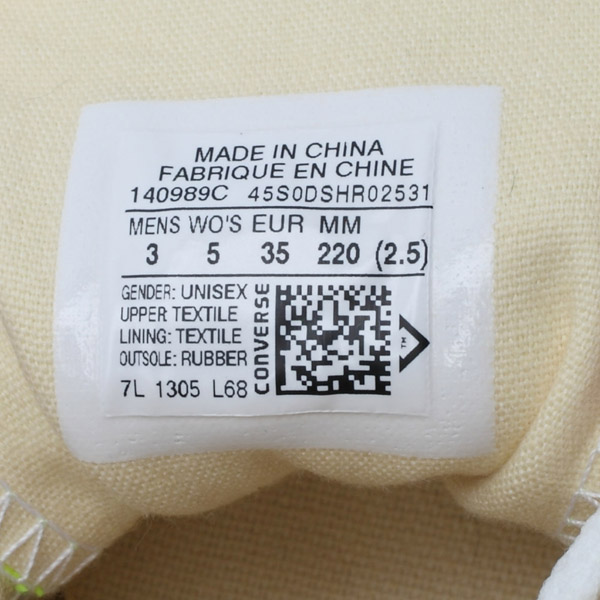 MADE IN CHINA
FABRIQUE EN CHINE
140989C 45S0DSHR02531
MENS WO'S EUR MM
3 5 35 220 (2.5)
GENDER: UNISEX
UPPER TEXTILE
LINING: TEXTILE
OUTSOLE: RUBBER
7L 1305 L68
CONVERSE
TM